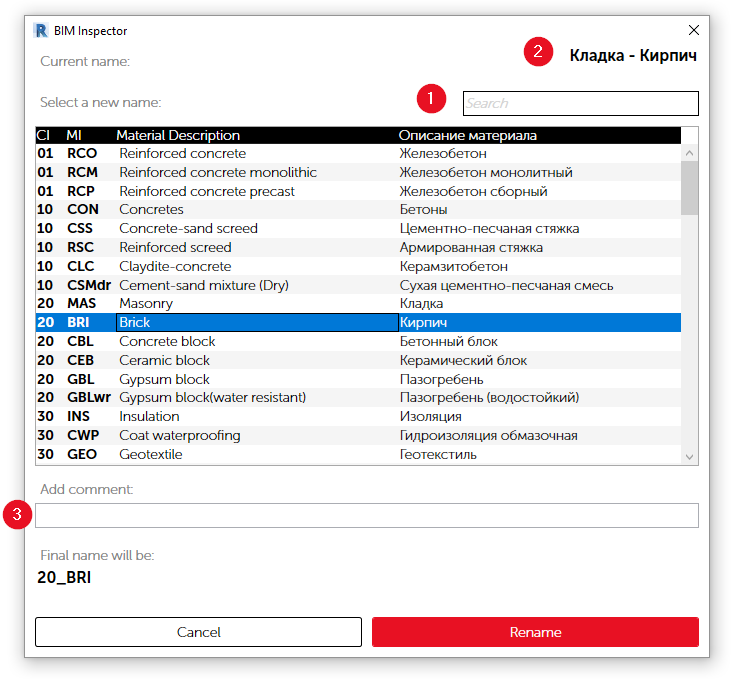 BIM Inspector
Current name:
2
Кладка - Кирпич
Select a new name:
1
Search
CI MI Material Description Описание материала
01 RCO Reinforced concrete Железобетон
01 RCM Reinforced concrete monolithic Железобетон монолитный
01 RCP Reinforced concrete precast Железобетон сборный
10 CON Concretes Бетоны
10 CSS Concrete-sand screed Цементно-песчаная стяжка
10 RSC Reinforced screed Армированная стяжка
10 CLC Claydite-concrete Керамзитобетон
10 CSMdr Cement-sand mixture (Dry) Сухая цементно-песчаная смесь
20 MAS Masonry Кладка
20 BRI Brick Кирпич
20 CBL Concrete block Бетонный блок
20 CEB Ceramic block Керамический блок
20 GBL Gypsum block Пазогребень
20 GBLwr Gypsum block(water resistant) Пазогребень (водостойкий)
30 INS Insulation Изоляция
30 CWP Coat waterproofing Гидроизоляция обмазочная
30 GEO Geotextile Геотекстиль
Add comment:
3
Final name will be:
20_BRI
Cancel Rename